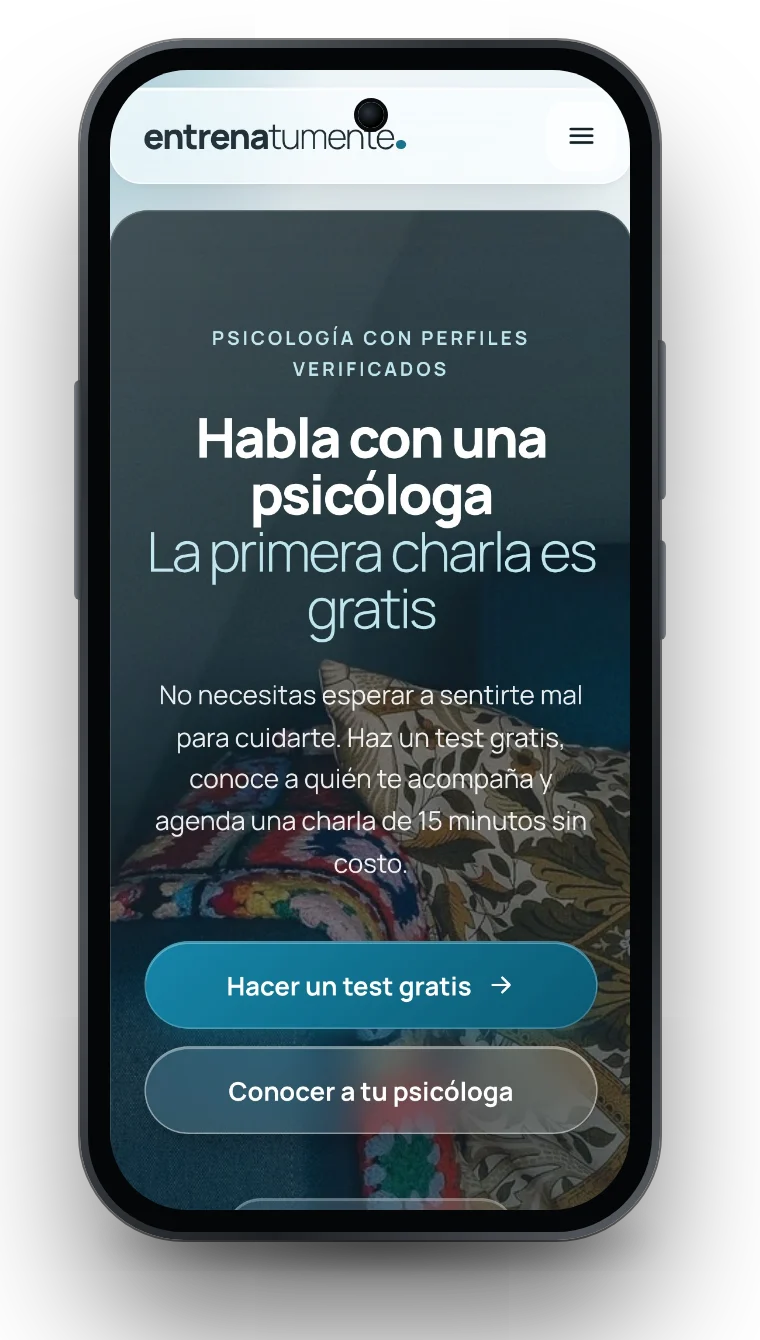 entrenatumente.
PSICOLOGÍA CON PERFILES
VERIFICADOS
Habla con una
psicóloga
La primera charla es
gratis
No necesitas esperar a sentirte mal
para cuidarte. Haz un test gratis,
conoce a quién te acompaña y
agenda una charla de 15 minutos sin
costo.
Hacer un test gratis →
Conocer a tu psicóloga